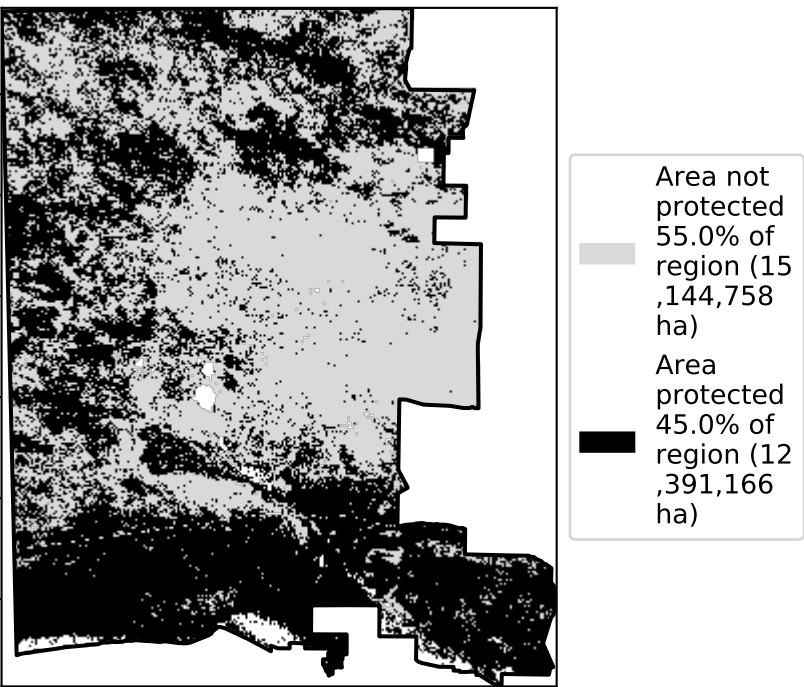 Area not
protected
55.0% of
region (15
,144,758
ha)
Area
protected
45.0% of
region (12
,391,166
ha)